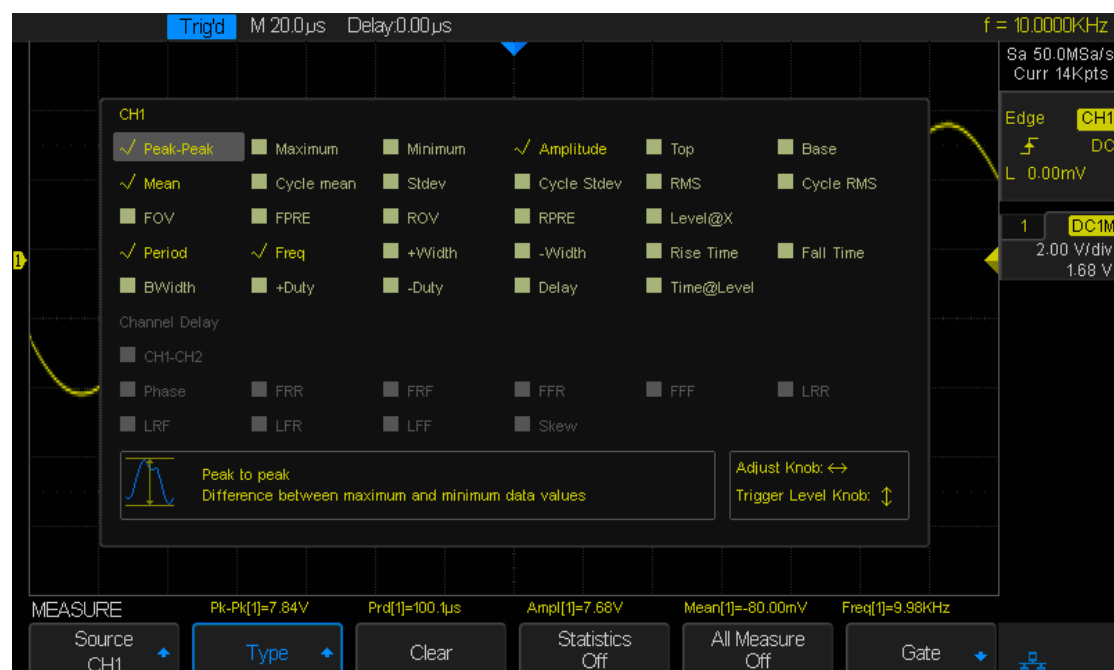 Trig'd M 20.0µs Delay:0.00µs f = 10.0000KHz
Sa 50.0MSa/s
Curr 14Kpts
Edge CH1
DC
L 0.00mV
1 DC1M
2.00 V/div
1.68 V
1
CH1
Peak-Peak Maximum Minimum Amplitude Top Base
Mean Cycle mean Stdev Cycle Stdev RMS Cycle RMS
FOV FPRE ROV RPRE Level@X
Period Freq +Width -Width Rise Time Fall Time
BWidth +Duty -Duty Delay Time@Level
Channel Delay
CH1-CH2
Phase FRR FRF FFR FFF LRR
LRF LFR LFF Skew
Peak to peak
Difference between maximum and minimum data values
Adjust Knob:
Trigger Level Knob:
MEASURE Pk-Pk[1]=7.84V Prd[1]=100.1µs Ampl[1]=7.68V Mean[1]=-80.00mV Freq[1]=9.98KHz
Source
CH1
Type
Clear
Statistics
Off
All Measure
Off
Gate